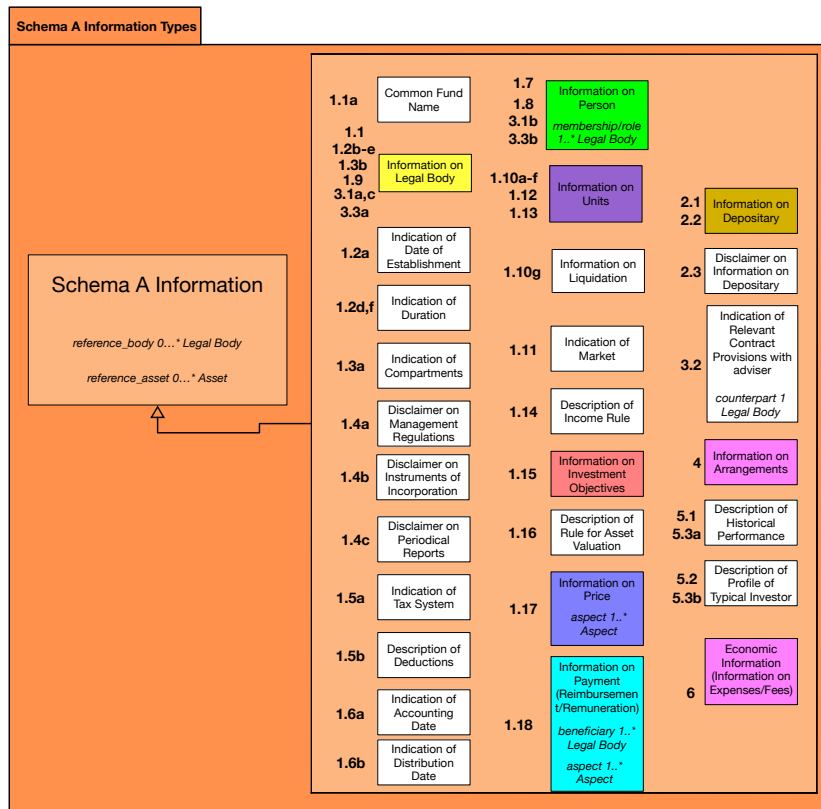 Schema A Information Types
Schema A Information
reference_body 0...* Legal Body
reference_asset 0...* Asset
1.1a
Common Fund
Name
1.1
1.2b-e
1.3b
1.9
3.1a,c
3.3a
Information on
Legal Body
1.2a
Indication of
Date of
Establishment
1.2d,f
Indication of
Duration
1.3a
Indication of
Compartments
1.4a
Disclaimer on
Management
Regulations
1.4b
Disclaimer on
Instruments of
Incorporation
1.4c
Disclaimer on
Periodical
Reports
1.5a
Indication of
Tax System
1.5b
Description of
Deductions
1.6a
Indication of
Accounting
Date
1.6b
Indication of
Distribution
Date
1.7
1.8
3.1b
3.3b
Information on
Person
membership/role
1..* Legal Body
1.10a-f
1.12
1.13
Information on
Units
1.10g
Information on
Liquidation
1.11
Indication of
Market
1.14
Description of
Income Rule
1.15
Information on
Investment
Objectives
1.16
Description of
Rule for Asset
Valuation
1.17
Information on
Price
aspect 1..*
Aspect
1.18
Information on
Payment
(Reimbursemen
t/Remuneration)
beneficiary 1..*
Legal Body
aspect 1..*
Aspect
2.1
2.2
Information on
Depositary
2.3
Disclaimer on
Information on
Depositary
3.2
Indication of
Relevant
Contract
Provisions with
adviser
counterpart 1
Legal Body
4
Information on
Arrangements
5.1
5.3a
Description of
Historical
Performance
5.2
5.3b
Description of
Profile of
Typical Investor
6
Economic
Information
(Information on
Expenses/Fees)